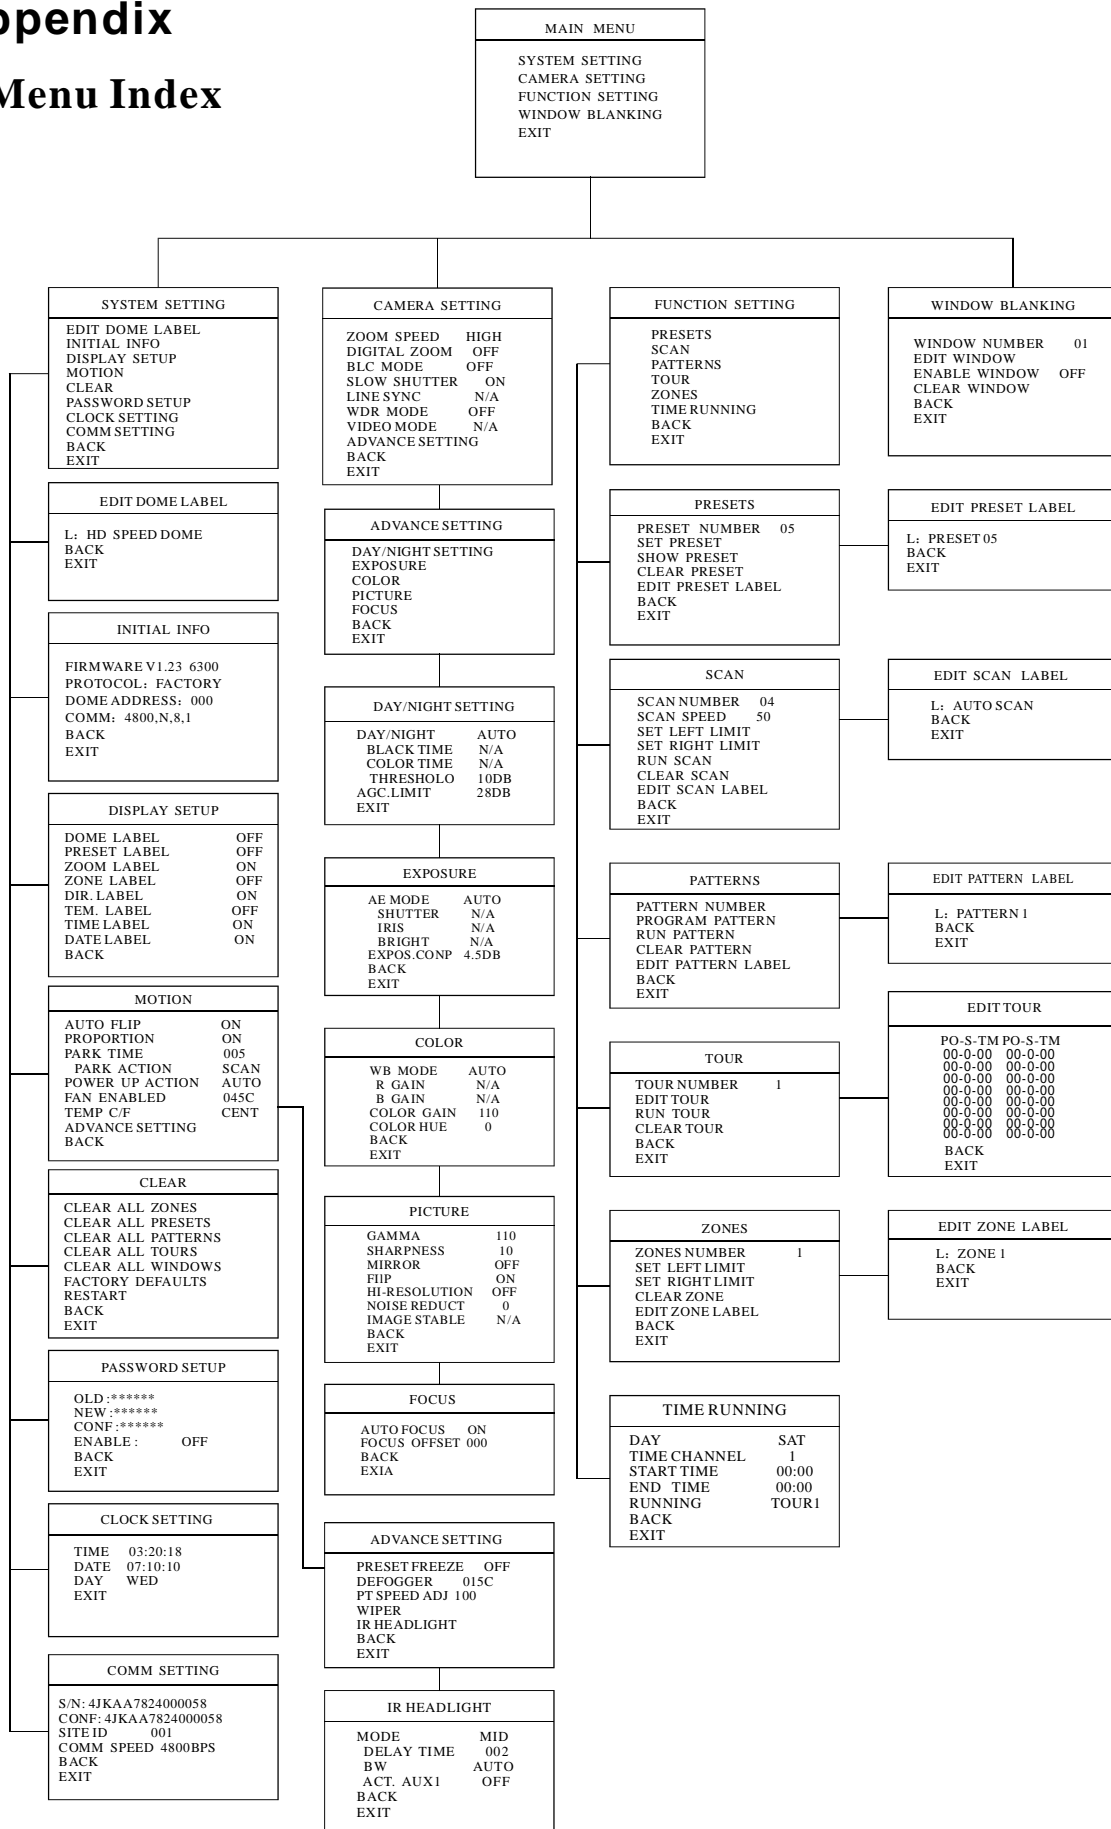 ppendix
Menu Index
MAIN MENU
SYSTEM SETTING
CAMERA SETTING
FUNCTION SETTING
WINDOW BLANKING
EXIT
SYSTEM SETTING
EDIT DOME LABEL
INITIAL INFO
DISPLAY SETUP
MOTION
CLEAR
PASSWORD SETUP
CLOCK SETTING
COMM SETTING
BACK
EXIT
EDIT DOME LABEL
L: HD SPEED DOME
BACK
EXIT
INITIAL INFO
FIRMWARE V1.23 6300
PROTOCOL: FACTORY
DOME ADDRESS: 000
COMM: 4800,N,8,1
BACK
EXIT
DISPLAY SETUP
DOME LABEL OFF
PRESET LABEL OFF
ZOOM LABEL ON
ZONE LABEL OFF
DIR. LABEL ON
TEM. LABEL OFF
TIME LABEL ON
DATE LABEL ON
BACK
MOTION
AUTO FLIP ON
PROPORTION ON
PARK TIME 005
PARK ACTION SCAN
POWER UP ACTION AUTO
FAN ENABLED 045C
TEMP C/F CENT
ADVANCE SETTING
BACK
CLEAR
CLEAR ALL ZONES
CLEAR ALL PRESETS
CLEAR ALL PATTERNS
CLEAR ALL TOURS
CLEAR ALL WINDOWS
FACTORY DEFAULTS
RESTART
BACK
EXIT
PASSWORD SETUP
OLD :******
NEW :******
CONF :******
ENABLE : OFF
BACK
EXIT
CLOCK SETTING
TIME 03:20:18
DATE 07:10:10
DAY WED
EXIT
COMM SETTING
S/N: 4JKAA7824000058
CONF: 4JKAA7824000058
SITE ID 001
COMM SPEED 4800BPS
BACK
EXIT
CAMERA SETTING
ZOOM SPEED HIGH
DIGITAL ZOOM OFF
BLC MODE OFF
SLOW SHUTTER ON
LINE SYNC N/A
WDR MODE OFF
VIDEO MODE N/A
ADVANCE SETTING
BACK
EXIT
ADVANCE SETTING
DAY/NIGHT SETTING
EXPOSURE
COLOR
PICTURE
FOCUS
BACK
EXIT
DAY/NIGHT SETTING
DAY/NIGHT AUTO
BLACK TIME N/A
COLOR TIME N/A
THRESHOLO 10DB
AGC.LIMIT 28DB
EXIT
EXPOSURE
AE MODE AUTO
SHUTTER N/A
IRIS N/A
BRIGHT N/A
EXPOS.CONP 4.5DB
BACK
EXIT
COLOR
WB MODE AUTO
R GAIN N/A
B GAIN N/A
COLOR GAIN 110
COLOR HUE 0
BACK
EXIT
PICTURE
GAMMA 110
SHARPNESS 10
MIRROR OFF
FIIP ON
HI-RESOLUTION OFF
NOISE REDUCT 0
IMAGE STABLE N/A
BACK
EXIT
FOCUS
AUTO FOCUS ON
FOCUS OFFSET 000
BACK
EXIA
ADVANCE SETTING
PRESET FREEZE OFF
DEFOGGER 015C
PT SPEED ADJ 100
WIPER
IR HEADLIGHT
BACK
EXIT
IR HEADLIGHT
MODE MID
DELAY TIME 002
BW AUTO
ACT. AUX1 OFF
BACK
EXIT
FUNCTION SETTING
PRESETS
SCAN
PATTERNS
TOUR
ZONES
TIME RUNNING
BACK
EXIT
PRESETS
PRESET NUMBER 05
SET PRESET
SHOW PRESET
CLEAR PRESET
EDIT PRESET LABEL
BACK
EXIT
SCAN
SCAN NUMBER 04
SCAN SPEED 50
SET LEFT LIMIT
SET RIGHT LIMIT
RUN SCAN
CLEAR SCAN
EDIT SCAN LABEL
BACK
EXIT
PATTERNS
PATTERN NUMBER
PROGRAM PATTERN
RUN PATTERN
CLEAR PATTERN
EDIT PATTERN LABEL
BACK
EXIT
TOUR
TOUR NUMBER 1
EDIT TOUR
RUN TOUR
CLEAR TOUR
BACK
EXIT
ZONES
ZONES NUMBER 1
SET LEFT LIMIT
SET RIGHT LIMIT
CLEAR ZONE
EDIT ZONE LABEL
BACK
EXIT
TIME RUNNING
DAY SAT
TIME CHANNEL 1
START TIME 00:00
END TIME 00:00
RUNNING TOUR1
BACK
EXIT
WINDOW BLANKING
WINDOW NUMBER 01
EDIT WINDOW
ENABLE WINDOW OFF
CLEAR WINDOW
BACK
EXIT
EDIT PRESET LABEL
L: PRESET 05
BACK
EXIT
EDIT SCAN LABEL
L: AUTO SCAN
BACK
EXIT
EDIT PATTERN LABEL
L: PATTERN 1
BACK
EXIT
EDIT TOUR
PO-S-TM PO-S-TM
00-0-00 00-0-00
00-0-00 00-0-00
00-0-00 00-0-00
00-0-00 00-0-00
00-0-00 00-0-00
00-0-00 00-0-00
00-0-00 00-0-00
00-0-00 00-0-00
BACK
EXIT
EDIT ZONE LABEL
L: ZONE 1
BACK
EXIT